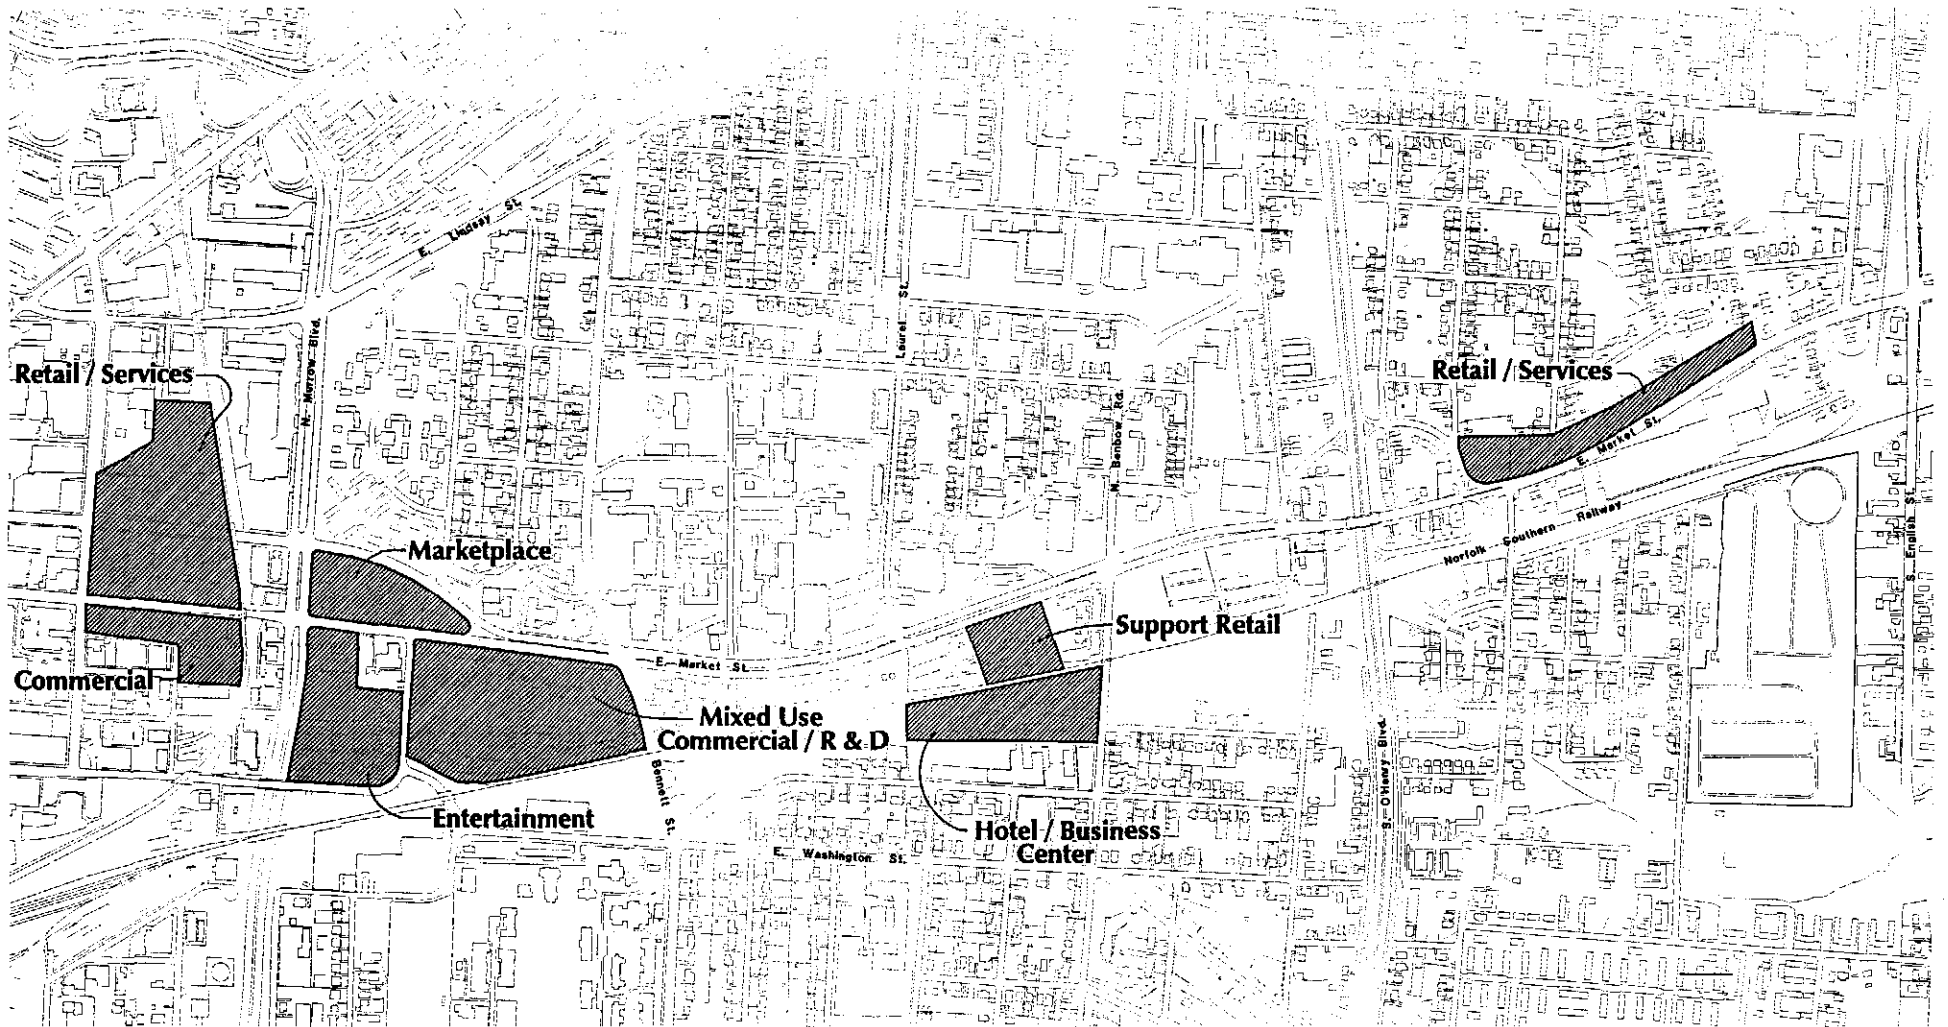 E. Lindsay St.
Laurel St.
N. Murrow Blvd.
Retail / Services
Retail / Services
N. Benbow Rd.
E. Market St.
S. English St.
Norfolk Southern Railway
Marketplace
Support Retail
E. Market St.
Commercial
Mixed Use
Commercial / R & D
S. O'Henry Blvd.
Bennett St.
Entertainment
Hotel / Business
Center
E. Washington St.